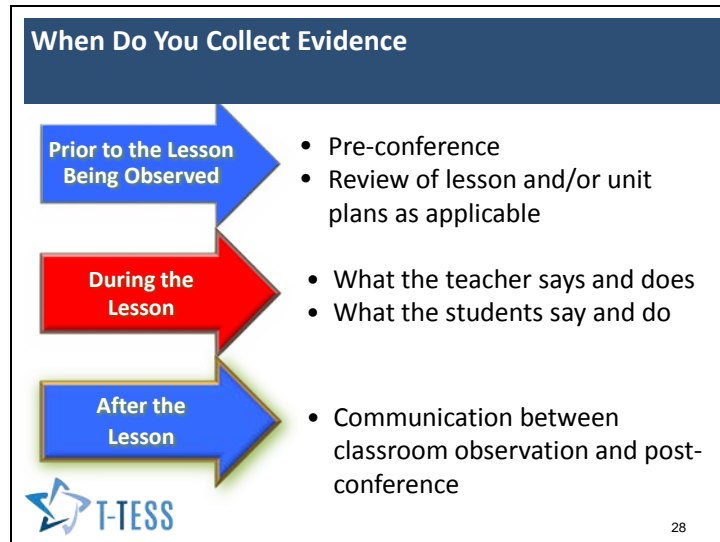 When Do You Collect Evidence
Prior to the Lesson
Being Observed
• Pre-conference
• Review of lesson and/or unit
plans as applicable
During the
Lesson
• What the teacher says and does
• What the students say and do
After the
Lesson
• Communication between
classroom observation and post-
conference
T-TESS
28